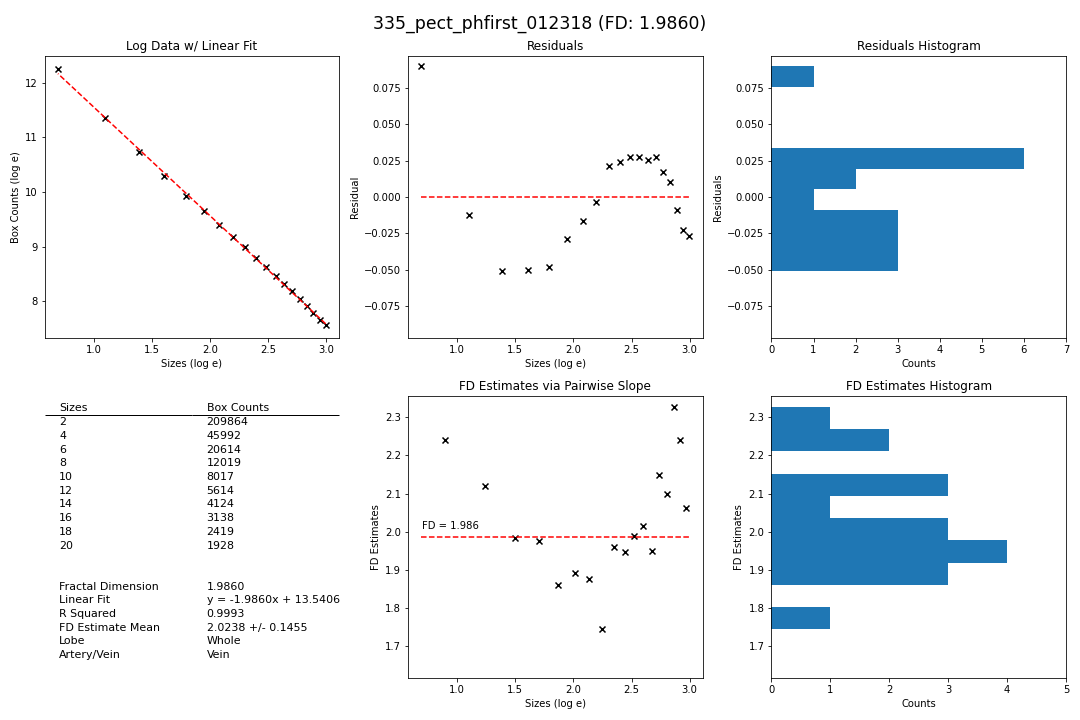 335_pect_phfirst_012318 (FD: 1.9860)
Log Data w/ Linear Fit
Box Counts (log e)
12
11
10
9
8
1.0 1.5 2.0 2.5 3.0
Sizes (log e)
Residuals
Residual
0.075
0.050
0.025
0.000
−0.025
−0.050
−0.075
1.0 1.5 2.0 2.5 3.0
Sizes (log e)
Residuals Histogram
Residuals
0.075
0.050
0.025
0.000
−0.025
−0.050
−0.075
0 1 2 3 4 5 6 7
Counts
Sizes Box Counts
2 209864
4 45992
6 20614
8 12019
10 8017
12 5614
14 4124
16 3138
18 2419
20 1928
Fractal Dimension 1.9860
Linear Fit y = -1.9860x + 13.5406
R Squared 0.9993
FD Estimate Mean 2.0238 +/- 0.1455
Lobe Whole
Artery/Vein Vein
FD Estimates via Pairwise Slope
FD Estimates
2.3
2.2
2.1
2.0
1.9
1.8
1.7
FD = 1.986
1.0 1.5 2.0 2.5 3.0
Sizes (log e)
FD Estimates Histogram
FD Estimates
2.3
2.2
2.1
2.0
1.9
1.8
1.7
0 1 2 3 4 5
Counts